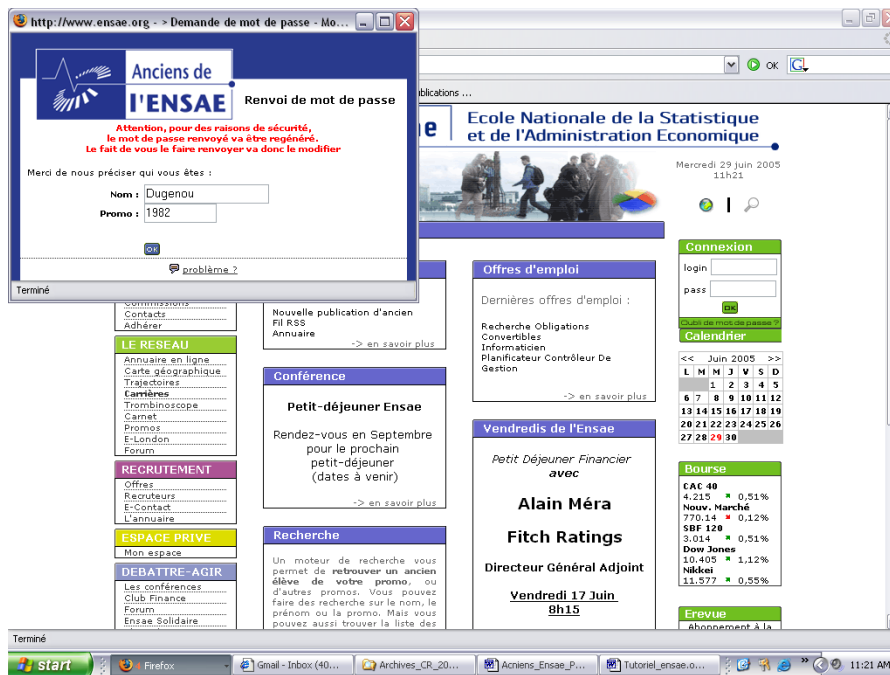 http://www.ensae.org - > Demande de mot de passe - Mo...
Anciens de
l'ENSAE
Renvoi de mot de passe
Attention, pour des raisons de sécurité,
le mot de passe renvoyé va être regénéré.
Le fait de vous le faire renvoyer va donc le modifier
Merci de nous préciser qui vous êtes :
Nom : Dugenou
Promo : 1982
OK
problème ?
Terminé
OK
G
Publications ...
e
Ecole Nationale de la Statistique
et de l'Administration Economique
Mercredi 29 juin 2005
11h21
Commissions
Contacts
Adhérer
LE RESEAU
Annuaire en ligne
Carte géographique
Trajectoires
Carrières
Trombinoscope
Carnet
Promos
E-London
Forum
RECRUTEMENT
Offres
Recruteurs
E-Contact
L'annuaire
ESPACE PRIVE
Mon espace
DEBATTRE-AGIR
Les conférences
Club Finance
Forum
Ensae Solidaire
Nouvelle publication d'ancien
Fil RSS
Annuaire
-> en savoir plus
Conférence
Petit-déjeuner Ensae
Rendez-vous en Septembre
pour le prochain
petit-déjeuner
(dates à venir)
-> en savoir plus
Recherche
Un moteur de recherche vous
permet de retrouver un ancien
élève de votre promo, ou
d'autres promos. Vous pouvez
faire des recherche sur le nom, le
prénom ou la promo. Mais vous
pouvez aussi trouver la liste des
Offres d'emploi
Dernières offres d'emploi :
Recherche Obligations
Convertibles
Informaticien
Planificateur Contrôleur De
Gestion
-> en savoir plus
Vendredis de l'Ensae
Petit Déjeuner Financier
avec
Alain Méra
Fitch Ratings
Directeur Général Adjoint
Vendredi 17 Juin
8h15
Connexion
login
pass
OK
Oubli de mot de passe ?
Calendrier
<< Juin 2005 >>
L M M J V S D
1 2 3 4 5
6 7 8 9 10 11 12
13 14 15 16 17 18 19
20 21 22 23 24 25 26
27 28 29 30
Bourse
CAC 40
4.215 0,51%
Nouv. Marché
770.14 0,12%
SBF 120
3.014 0,51%
Dow Jones
10.405 1,12%
Nikkei
11.577 0,55%
Erevue
Abonnement à la
Terminé
start
4 Firefox
Gmail - Inbox (40...
Archives_CR_20...
Acniens_Ensae_P...
Tutoriel_ensae.o...
11:21 AM